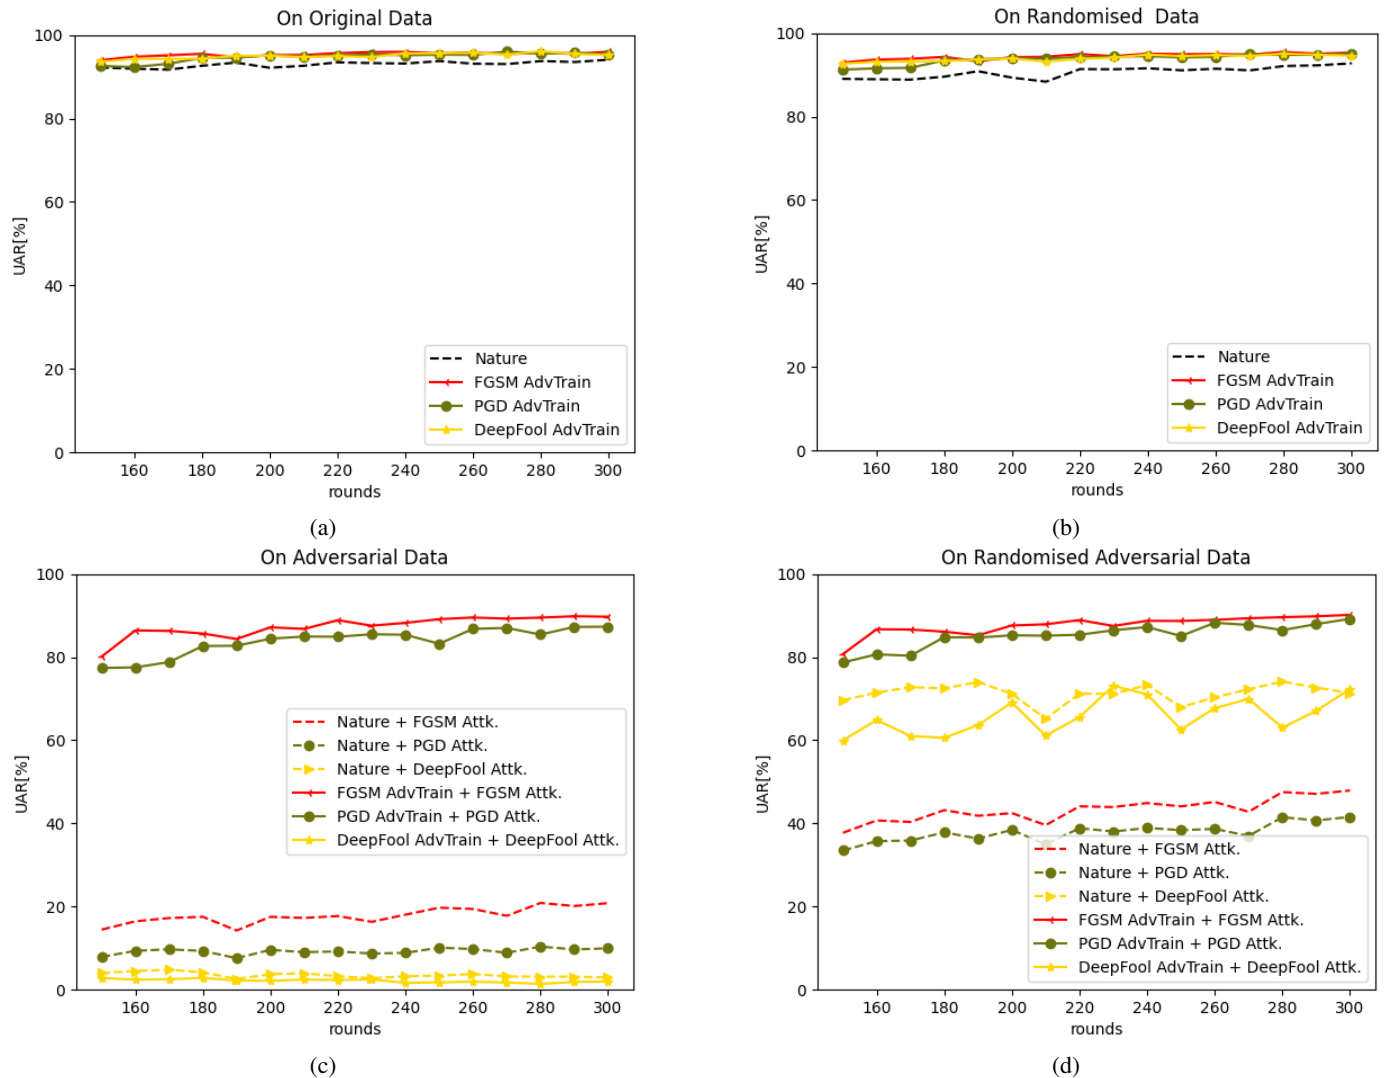 On Original Data
100
80
60
40
20
0
UAR[%]
Nature
FGSM AdvTrain
PGD AdvTrain
DeepFool AdvTrain
160 180 200 220 240 260 280 300
rounds
(a)
On Randomised  Data
100
80
60
40
20
0
UAR[%]
Nature
FGSM AdvTrain
PGD AdvTrain
DeepFool AdvTrain
160 180 200 220 240 260 280 300
rounds
(b)
On Adversarial Data
100
80
60
40
20
0
UAR[%]
Nature + FGSM Attk.
Nature + PGD Attk.
Nature + DeepFool Attk.
FGSM AdvTrain + FGSM Attk.
PGD AdvTrain + PGD Attk.
DeepFool AdvTrain + DeepFool Attk.
160 180 200 220 240 260 280 300
rounds
(c)
On Randomised Adversarial Data
100
80
60
40
20
0
UAR[%]
Nature + FGSM Attk.
Nature + PGD Attk.
Nature + DeepFool Attk.
FGSM AdvTrain + FGSM Attk.
PGD AdvTrain + PGD Attk.
DeepFool AdvTrain + DeepFool Attk.
160 180 200 220 240 260 280 300
rounds
(d)